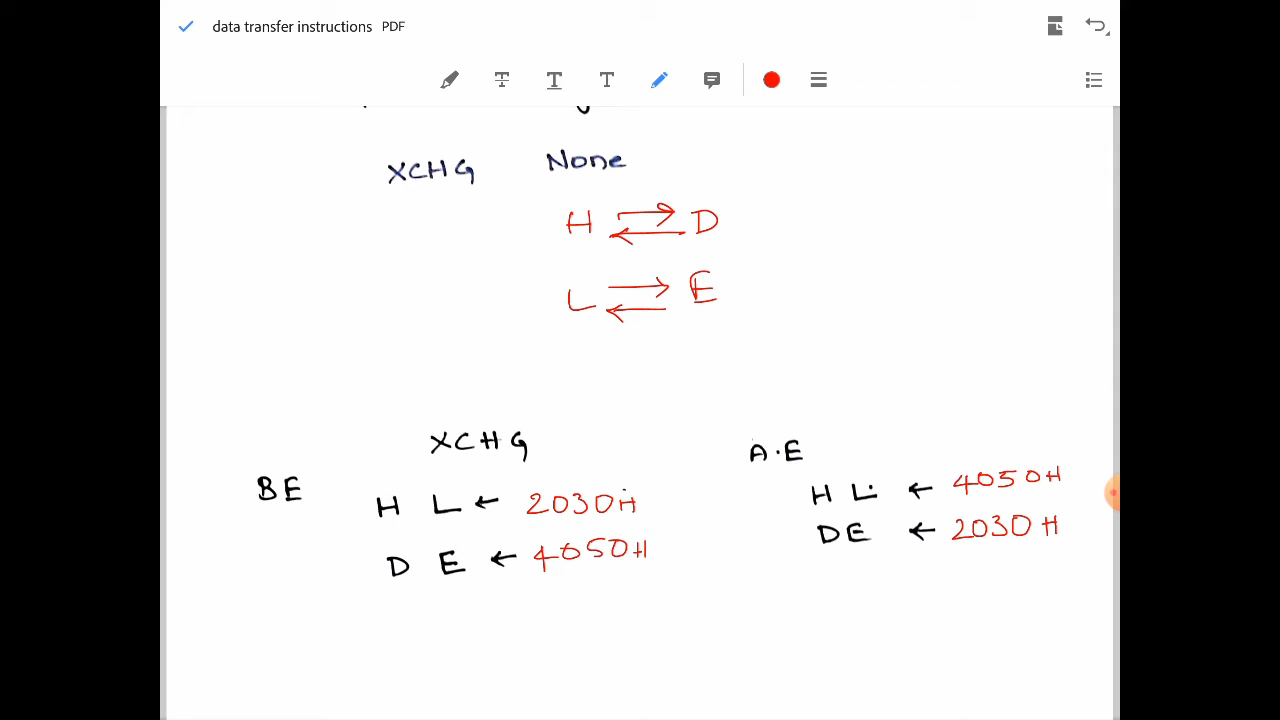 data transfer instructions PDF
XCHG None
H ⇄ D
L ⇄ E
XCHG
BE H L ← 2030H
D E ← 4050H
A.E
H L ← 4050H
DE ← 2030H